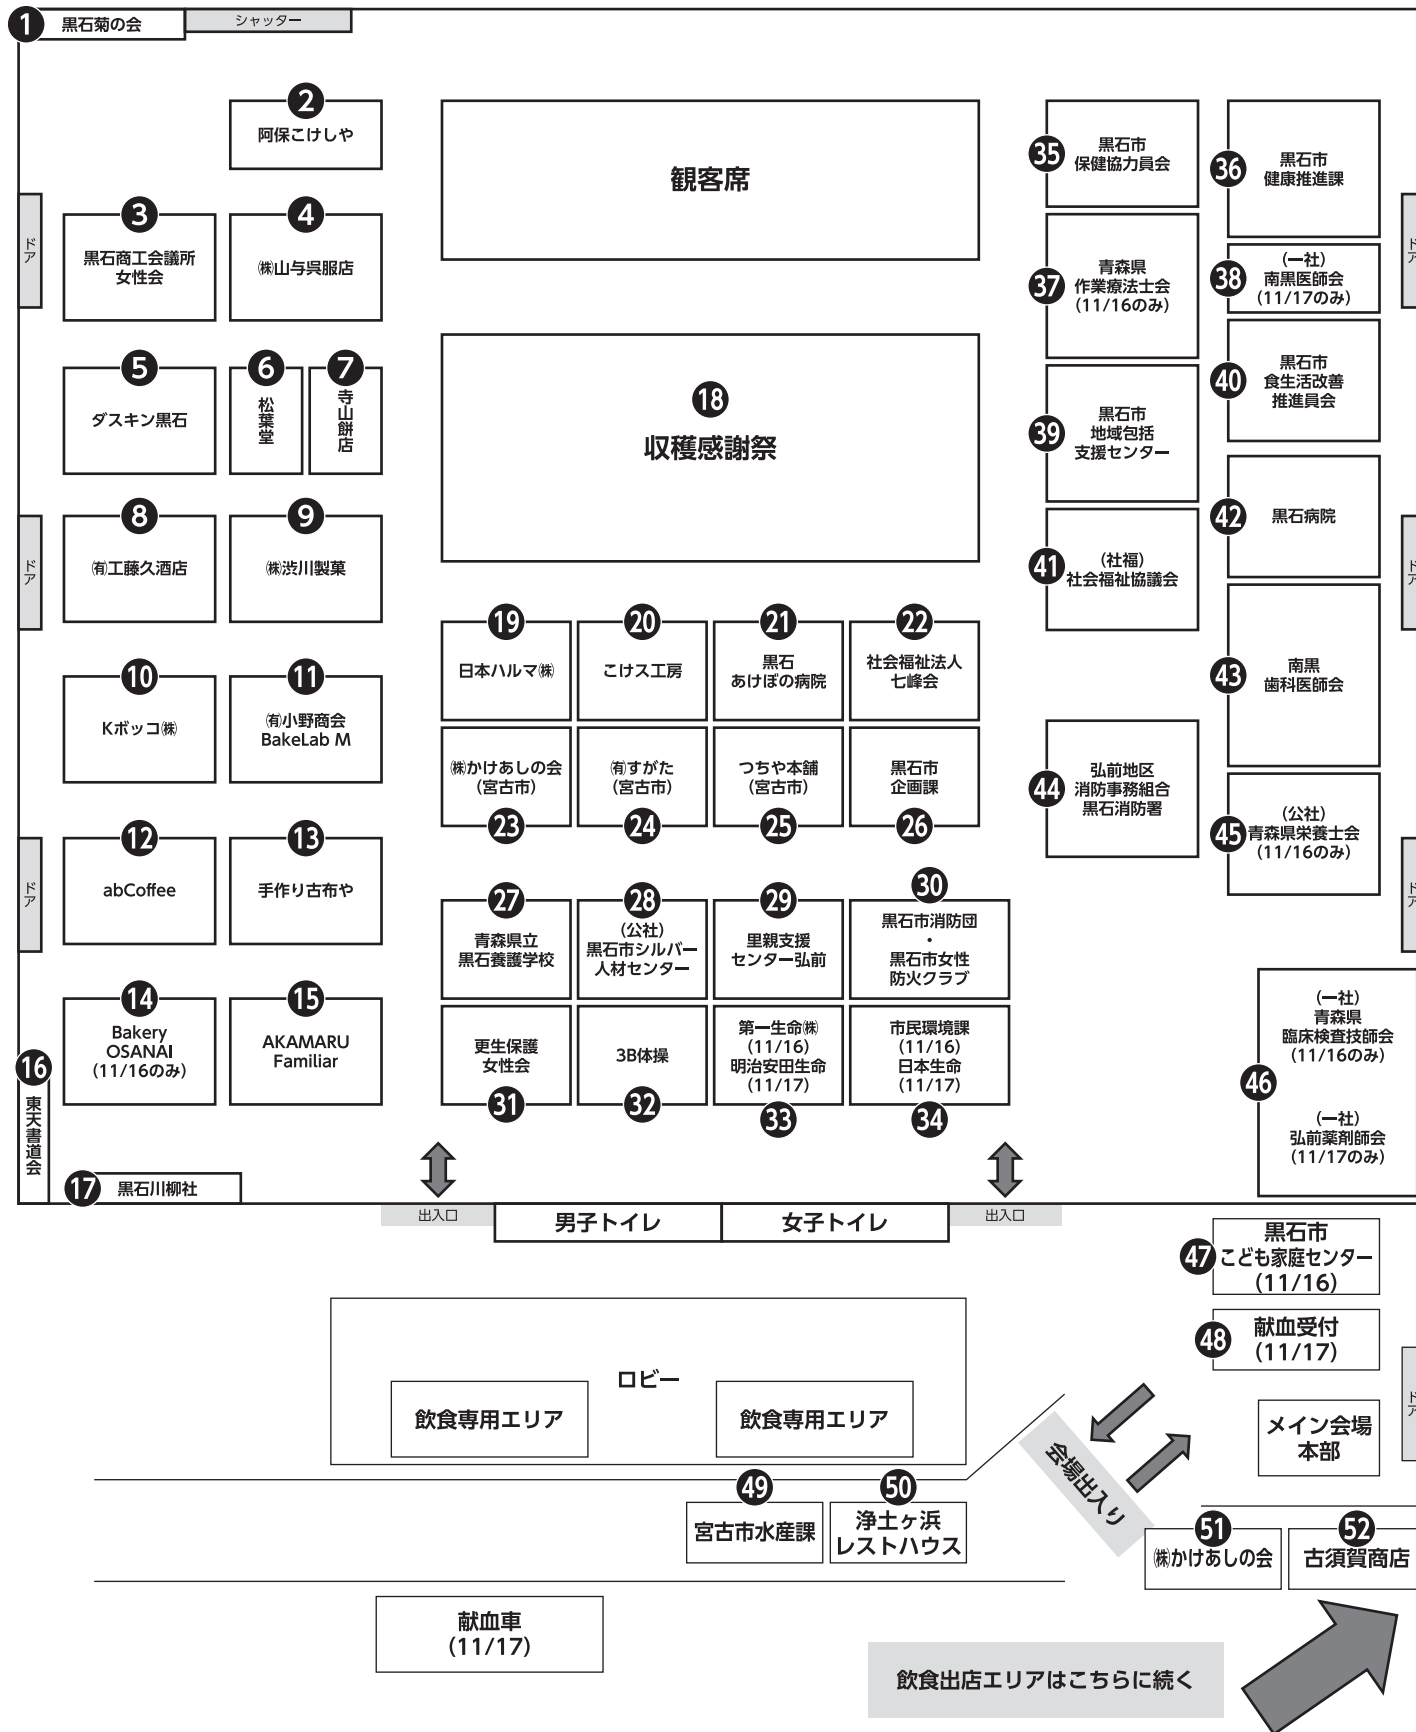 1
黒石菊の会
シャッター
2
阿保こけしや
観客席
35
黒石市
保健協力員会
36
黒石市
健康推進課
ドア
3
黒石商工会議所
女性会
4
㈱山与呉服店
ドア
37
青森県
作業療法士会
(11/16のみ)
38
(一社)
南黒医師会
(11/17のみ)
5
ダスキン黒石
6
松葉堂
7
寺山餅店
18
収穫感謝祭
39
黒石市
地域包括
支援センター
40
黒石市
食生活改善
推進員会
ドア
8
㈲工藤久酒店
9
㈱渋川製菓
41
(社福)
社会福祉協議会
42
黒石病院
ドア
10
Kボッコ㈱
11
㈲小野商会
BakeLab M
19
日本ハルマ㈱
20
こけス工房
21
黒石
あけぼの病院
22
社会福祉法人
七峰会
43
南黒
歯科医師会
㈱かけあしの会
(宮古市)
23
㈲すがた
(宮古市)
24
つちや本舗
(宮古市)
25
黒石市
企画課
26
44
弘前地区
消防事務組合
黒石消防署
45
(公社)
青森県栄養士会
(11/16のみ)
ドア
12
abCoffee
13
手作り古布や
ドア
27
青森県立
黒石養護学校
28
(公社)
黒石市シルバー
人材センター
29
里親支援
センター弘前
30
黒石市消防団
・
黒石市女性
防火クラブ
14
Bakery
OSANAI
(11/16のみ)
15
AKAMARU
Familiar
16
東天書道会
17
黒石川柳社
更生保護
女性会
31
3B体操
32
第一生命㈱
(11/16)
明治安田生命
(11/17)
33
市民環境課
(11/16)
日本生命
(11/17)
34
46
(一社)
青森県
臨床検査技師会
(11/16のみ)
(一社)
弘前薬剤師会
(11/17のみ)
出入口
男子トイレ
女子トイレ
出入口
47
黒石市
こども家庭センター
(11/16)
48
献血受付
(11/17)
ロビー
飲食専用エリア
飲食専用エリア
会場出入り
メイン会場
本部
ドア
49
宮古市水産課
50
浄土ヶ浜
レストハウス
51
㈱かけあしの会
52
古須賀商店
献血車
(11/17)
飲食出店エリアはこちらに続く